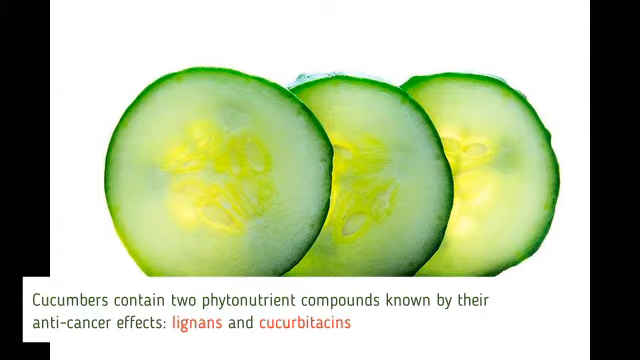 Cucumbers contain two phytonutrient compounds known by their
anti-cancer effects: lignans and cucurbitacins